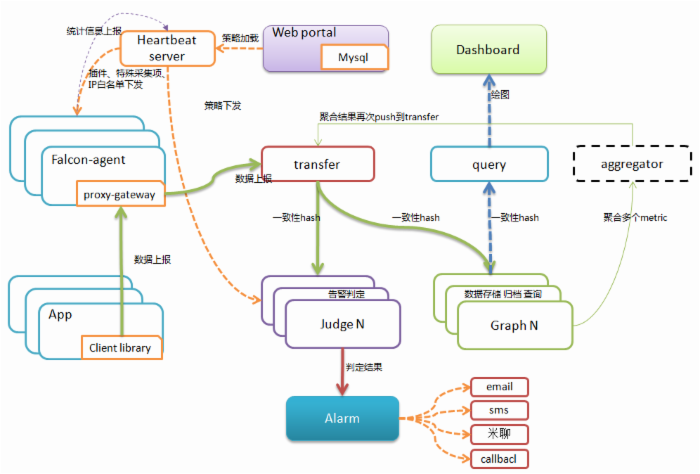 统计信息上报
Heartbeat
server
策略加载
Web portal
Mysql
Dashboard
插件、特殊采集项、
IP白名单下发
策略下发
绘图
聚合结果再次push到transfer
Falcon-agent
proxy-gateway
数据上报
transfer
query
aggregator
一致性hash
一致性hash
一致性hash
聚合多个metric
数据上报
App
Client library
告警判定
Judge N
数据存储 归档 查询
Graph N
判定结果
Alarm
email
sms
米聊
callbacl